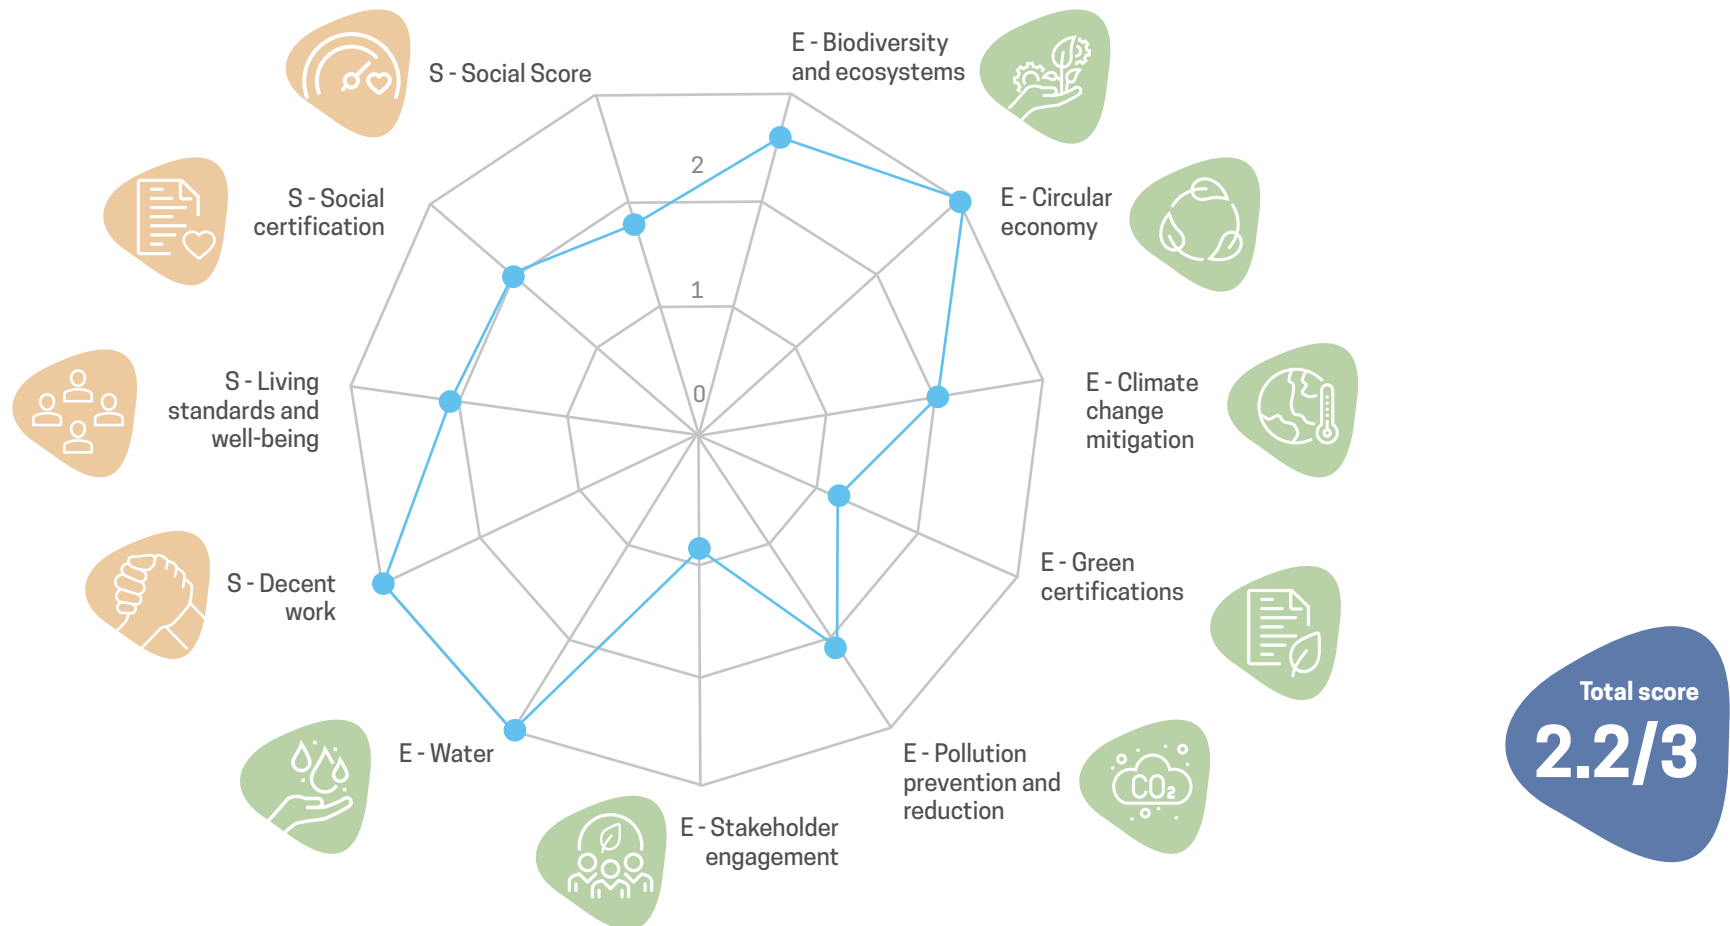 S - Social Score
E - Biodiversity
and ecosystems
S - Social
certification
2
E - Circular
economy
1
S - Living
standards and
well-being
0
E - Climate
change
mitigation
S - Decent
work
E - Green
certifications
Total score
2.2/3
E - Water
E - Pollution
prevention and
reduction
CO₂
E - Stakeholder
engagement